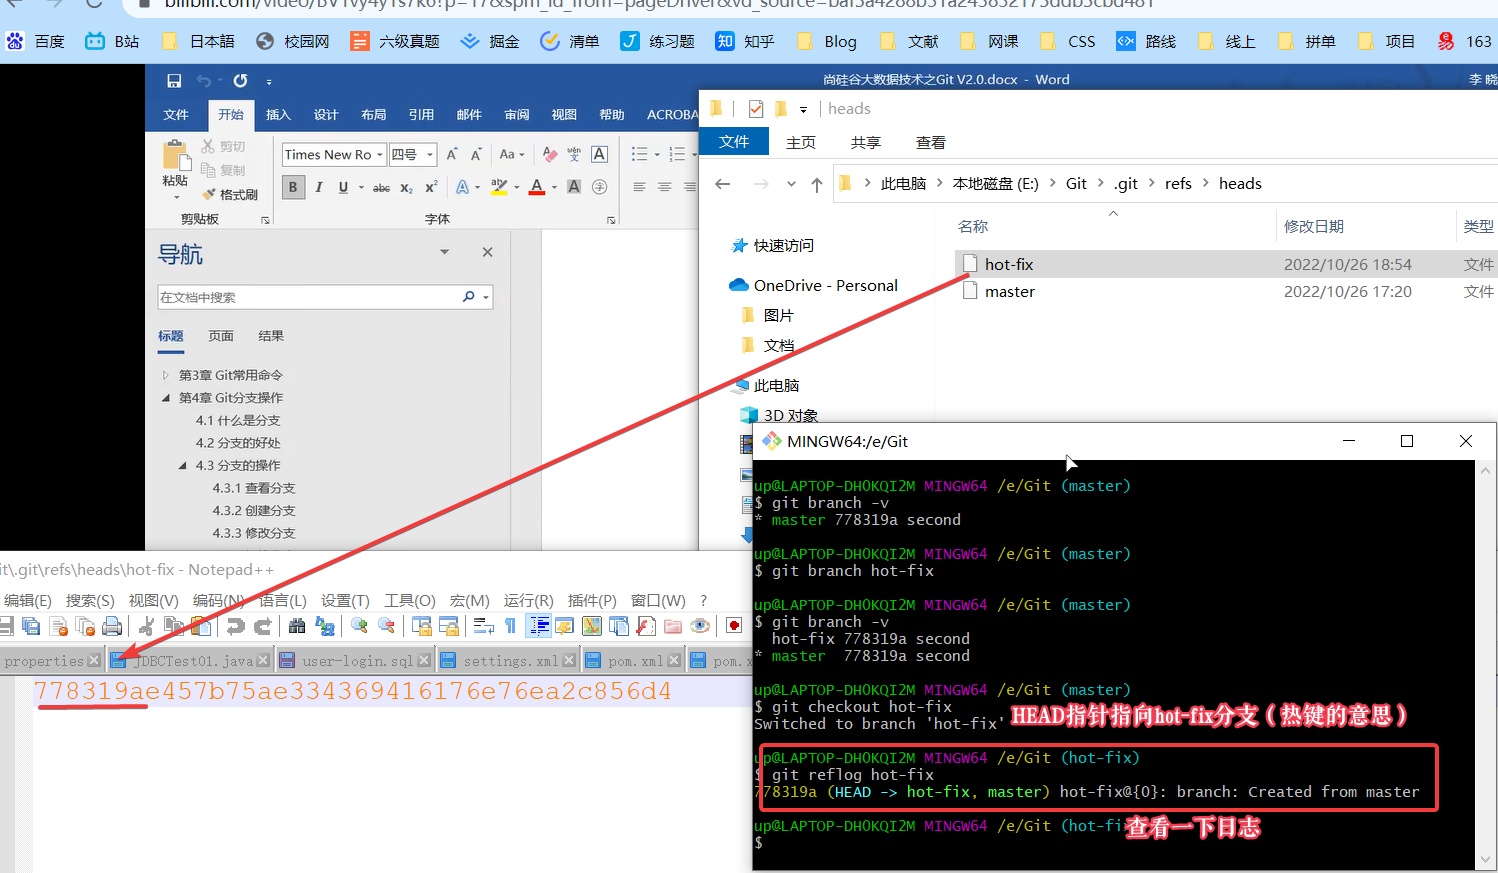 bilibili.com/video/BV1vy4y1s7k6?p=17&spm_id_from=pageDriver&vd_source=baf3a4288b51a243832175ddb5cbd481
百度 B站 日本語 校园网 六级真题 掘金 清单 练习题 知乎 Blog 文献 网课 CSS 路线 线上 拼单 项目 163
尚硅谷大数据技术之Git V2.0.docx - Word 李 晓
文件 开始 插入 设计 布局 引用 邮件 审阅 视图 帮助 ACROBA
粘贴 剪切 复制 格式刷
剪贴板
Times New Ro 四号 Aa
B I U abc X₂ X²
字体
导航
在文档中搜索
标题 页面 结果
第3章 Git常用命令
第4章 Git分支操作
4.1 什么是分支
4.2 分支的好处
4.3 分支的操作
4.3.1 查看分支
4.3.2 创建分支
4.3.3 修改分支
heads
文件 主页 共享 查看
此电脑 > 本地磁盘 (E:) > Git > .git > refs > heads
名称 修改日期 类型
hot-fix 2022/10/26 18:54 文件
master 2022/10/26 17:20 文件
快速访问
OneDrive - Personal
图片
文档
此电脑
3D 对象
it\.git\refs\heads\hot-fix - Notepad++
编辑(E) 搜索(S) 视图(V) 编码(N) 语言(L) 设置(T) 工具(O) 宏(M) 运行(R) 插件(P) 窗口(W) ?
properties JDBCTest01.java user-login.sql settings.xml pom.xml pom.x
778319ae457b75ae334369416176e76ea2c856d4
MINGW64:/e/Git
up@LAPTOP-DH0KQI2M MINGW64 /e/Git (master)
$ git branch -v
* master 778319a second
up@LAPTOP-DH0KQI2M MINGW64 /e/Git (master)
$ git branch hot-fix
up@LAPTOP-DH0KQI2M MINGW64 /e/Git (master)
$ git branch -v
hot-fix 778319a second
* master  778319a second
up@LAPTOP-DH0KQI2M MINGW64 /e/Git (master)
$ git checkout hot-fix
Switched to branch 'hot-fix'
HEAD指针指向hot-fix分支（热键的意思）
up@LAPTOP-DH0KQI2M MINGW64 /e/Git (hot-fix)
$ git reflog hot-fix
778319a (HEAD -> hot-fix, master) hot-fix@{0}: branch: Created from master
up@LAPTOP-DH0KQI2M MINGW64 /e/Git (hot-fi
查看一下日志
$